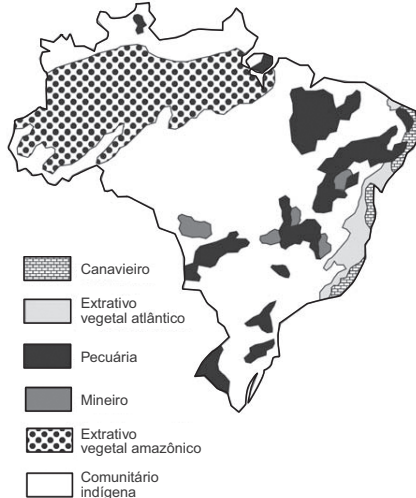 Canavieiro
Extrativo
vegetal atlântico
Pecuária
Mineiro
Extrativo
vegetal amazônico
Comunitário
indígena